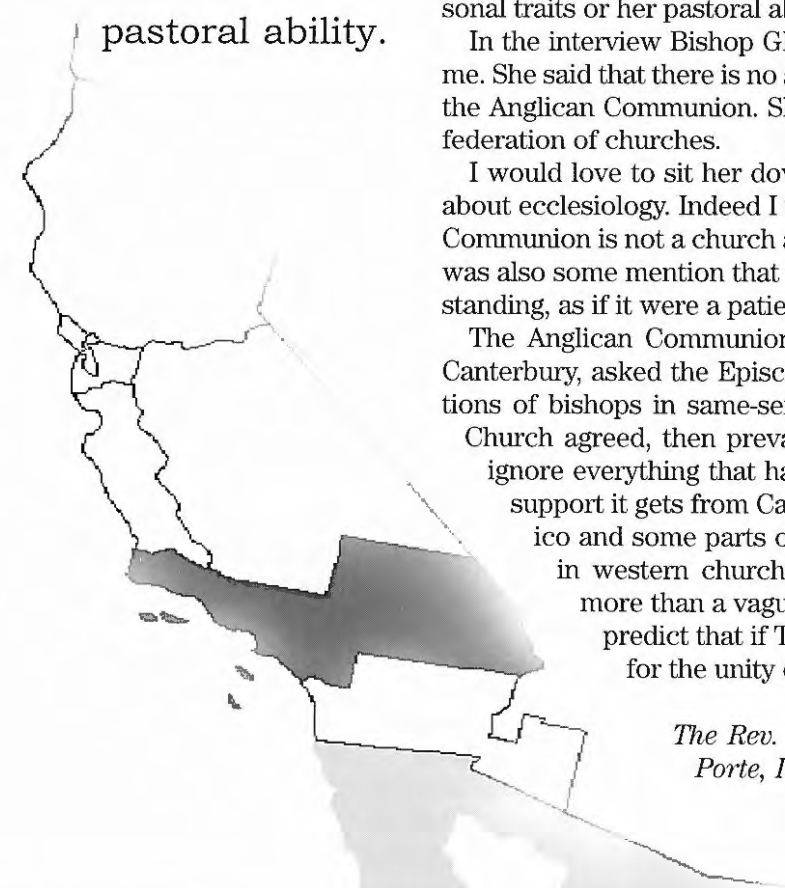 pastoral ability.
sonal traits or her pastoral al
In the interview Bishop Gl
me. She said that there is no a
the Anglican Communion. Sh
federation of churches.
I would love to sit her dov
about ecclesiology. Indeed I
Communion is not a church a
was also some mention that
standing, as if it were a patie
The Anglican Communion
Canterbury, asked the Episc
tions of bishops in same-se
Church agreed, then preva
ignore everything that ha
support it gets from Ca
ico and some parts o
in western church
more than a vagu
predict that if T
for the unity
The Rev.
Porte, I